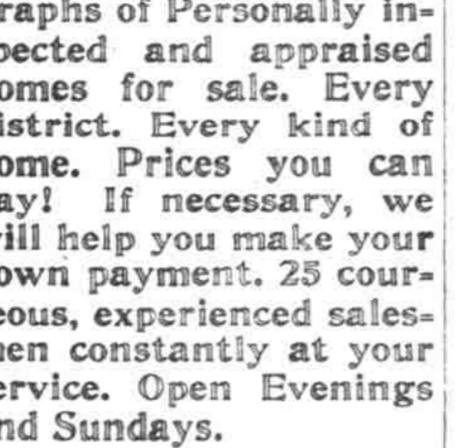 raphs of Personally in=
pected and appraised
omes for sale. Every
istrict. Every kind of
ome. Prices you can
ay! If necessary, we
ill help you make your
own payment. 25 cour=
eous, experienced sales=
en constantly at your
ervice. Open Evenings
nd Sundays.